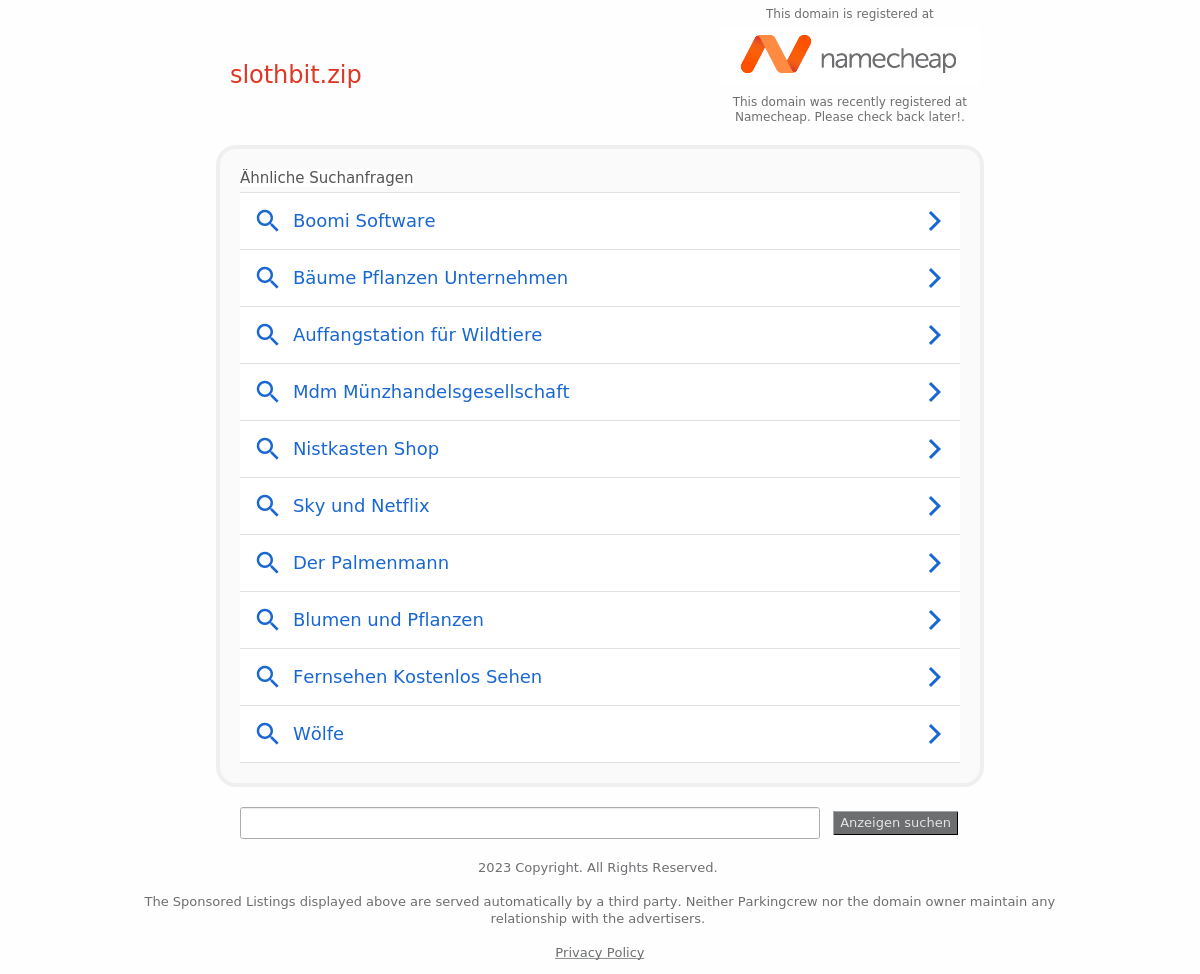 This domain is registered at
namecheap
slothbit.zip
This domain was recently registered at
Namecheap. Please check back later!.
Ähnliche Suchanfragen
Boomi Software
Bäume Pflanzen Unternehmen
Auffangstation für Wildtiere
Mdm Münzhandelsgesellschaft
Nistkasten Shop
Sky und Netflix
Der Palmenmann
Blumen und Pflanzen
Fernsehen Kostenlos Sehen
Wölfe
Anzeigen suchen
2023 Copyright. All Rights Reserved.
The Sponsored Listings displayed above are served automatically by a third party. Neither Parkingcrew nor the domain owner maintain any
relationship with the advertisers.
Privacy Policy